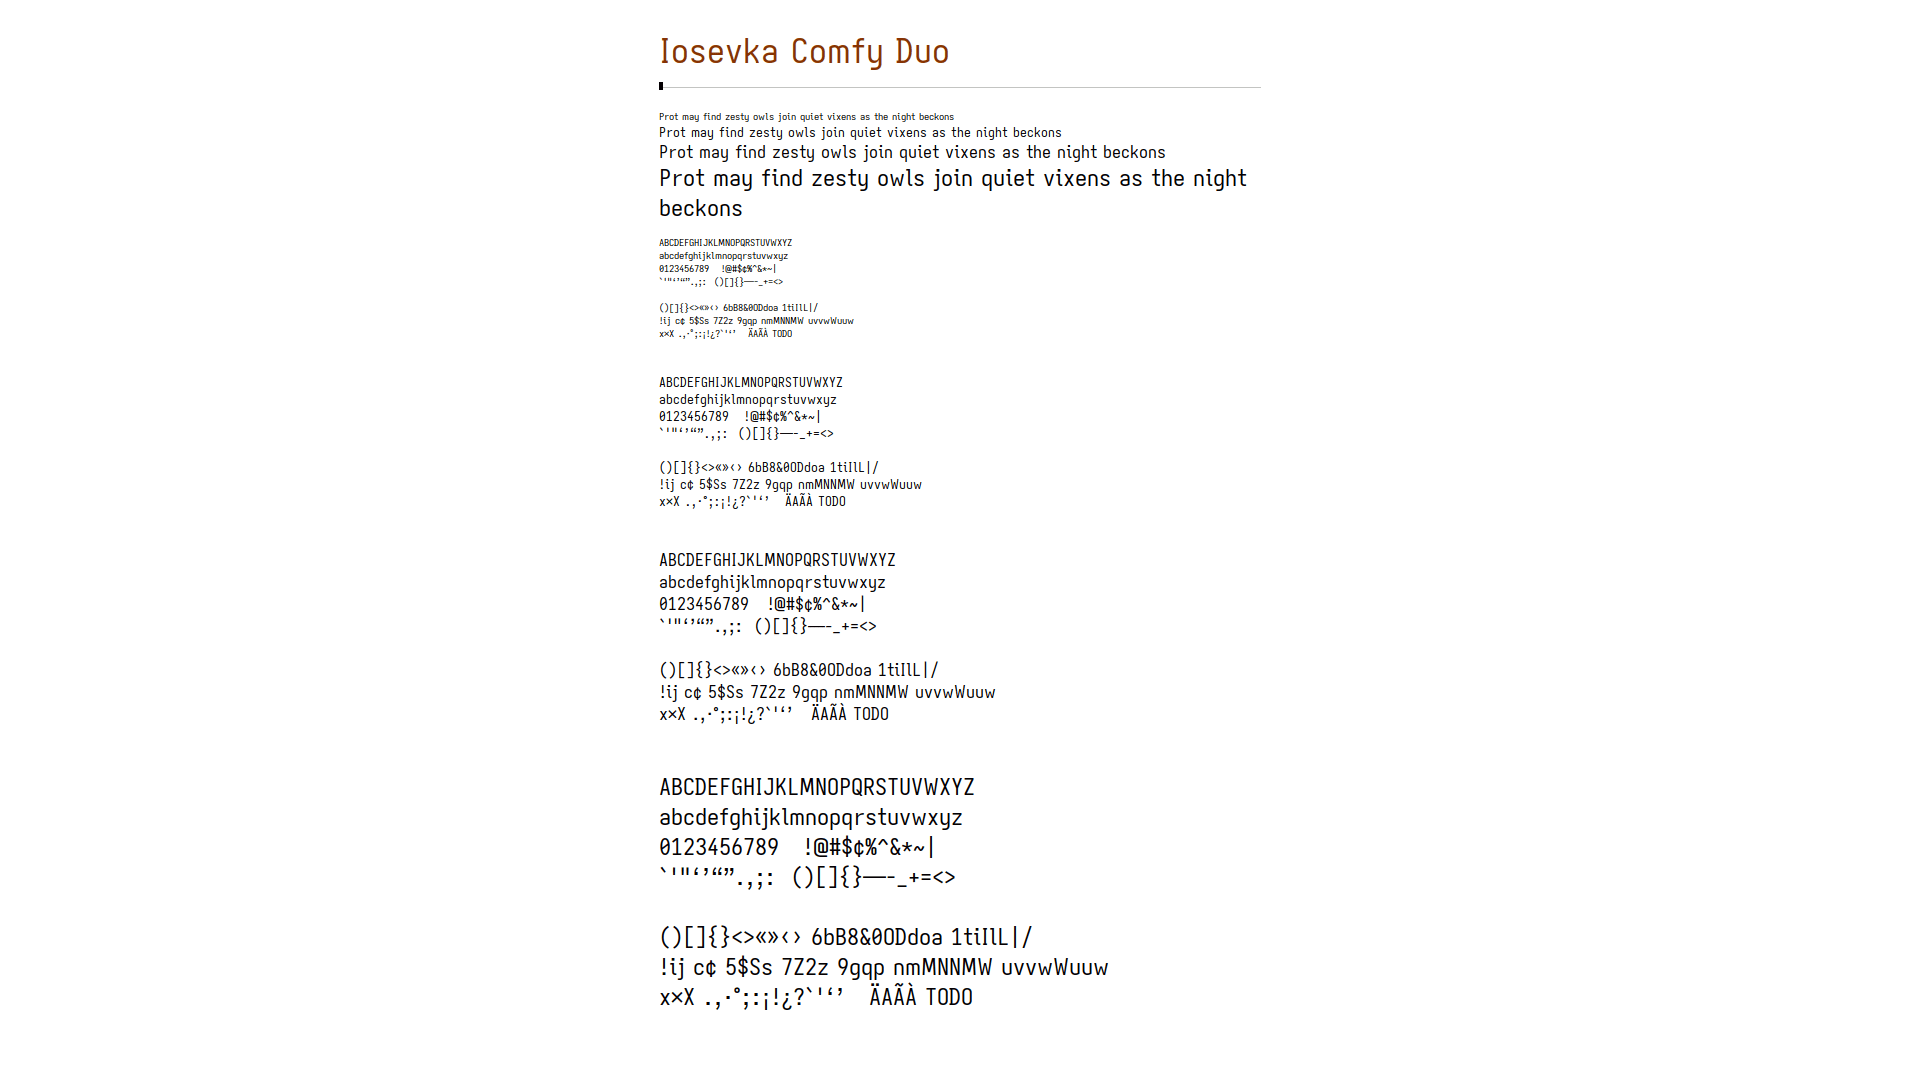 Iosevka Comfy Duo
Prot may find zesty owls join quiet vixens as the night beckons
Prot may find zesty owls join quiet vixens as the night beckons
Prot may find zesty owls join quiet vixens as the night beckons
Prot may find zesty owls join quiet vixens as the night
beckons
ABCDEFGHIJKLMNOPQRSTUVWXYZ
abcdefghijklmnopqrstuvwxyz
0123456789   !@#$¢%^&*~|
`'"‘’“”.,;:  ()[]{}—-_+=<>
()[]{}<>«»‹› 6bB8&0ODdoa 1tiIlL|/
!ij c¢ 5$Ss 7Z2z 9gqp nmMNNMW uvvwWuuw
x×X .,·°;:¡!¿?`'‘’   ÄAÃÀ TODO
ABCDEFGHIJKLMNOPQRSTUVWXYZ
abcdefghijklmnopqrstuvwxyz
0123456789   !@#$¢%^&*~|
`'"‘’“”.,;:  ()[]{}—-_+=<>
()[]{}<>«»‹› 6bB8&0ODdoa 1tiIlL|/
!ij c¢ 5$Ss 7Z2z 9gqp nmMNNMW uvvwWuuw
x×X .,·°;:¡!¿?`'‘’   ÄAÃÀ TODO
ABCDEFGHIJKLMNOPQRSTUVWXYZ
abcdefghijklmnopqrstuvwxyz
0123456789   !@#$¢%^&*~|
`'"‘’“”.,;:  ()[]{}—-_+=<>
()[]{}<>«»‹› 6bB8&0ODdoa 1tiIlL|/
!ij c¢ 5$Ss 7Z2z 9gqp nmMNNMW uvvwWuuw
x×X .,·°;:¡!¿?`'‘’   ÄAÃÀ TODO
ABCDEFGHIJKLMNOPQRSTUVWXYZ
abcdefghijklmnopqrstuvwxyz
0123456789   !@#$¢%^&*~|
`'"‘’“”.,;:  ()[]{}—-_+=<>
()[]{}<>«»‹› 6bB8&0ODdoa 1tiIlL|/
!ij c¢ 5$Ss 7Z2z 9gqp nmMNNMW uvvwWuuw
x×X .,·°;:¡!¿?`'‘’   ÄAÃÀ TODO